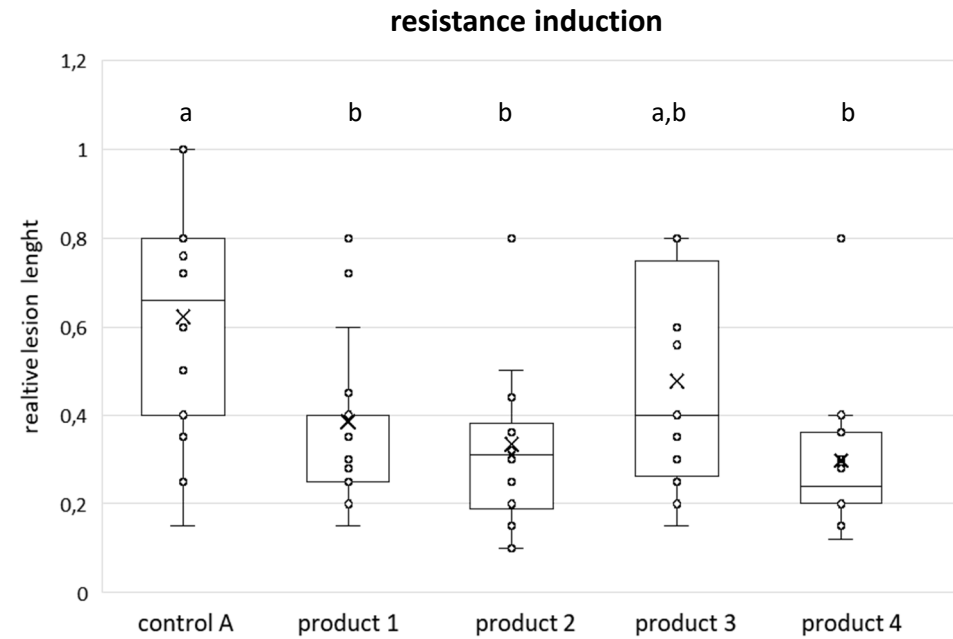 resistance induction
1,2
a b b a,b b
1
0,8
0,6
0,4
0,2
0
realtive lesion lenght
control A product 1 product 2 product 3 product 4